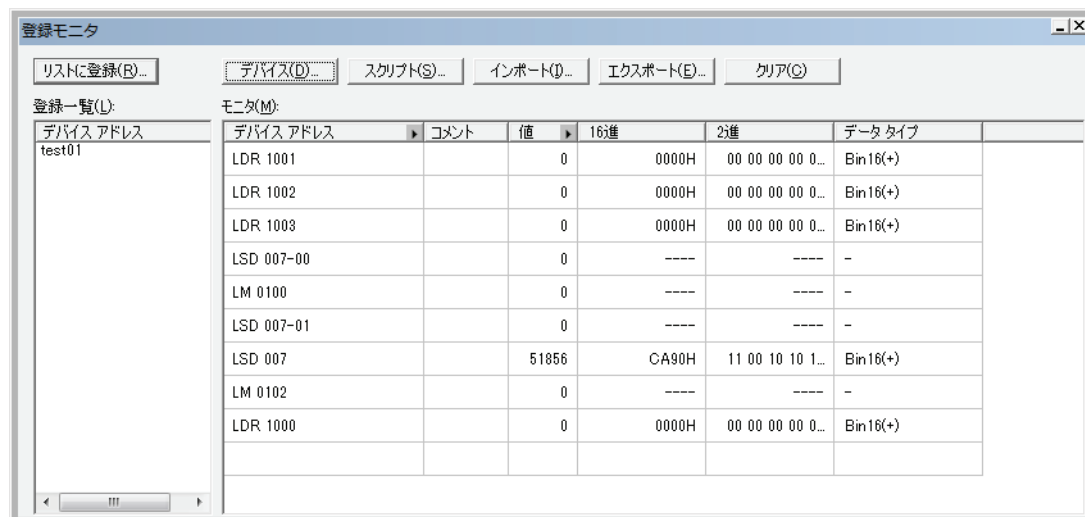 登録モニタ
リストに登録(R)... デバイス(D)... スクリプト(S)... インポート(I)... エクスポート(E)... クリア(C)
登録一覧(L): モニタ(M):
デバイス アドレス デバイス アドレス コメント 値 16進 2進 データ タイプ
test01
LDR 1001 0 0000H 00 00 00 00 0... Bin16(+)
LDR 1002 0 0000H 00 00 00 00 0... Bin16(+)
LDR 1003 0 0000H 00 00 00 00 0... Bin16(+)
LSD 007-00 0 ---- ---- -
LM 0100 0 ---- ---- -
LSD 007-01 0 ---- ---- -
LSD 007 51856 CA90H 11 00 10 10 1... Bin16(+)
LM 0102 0 ---- ---- -
LDR 1000 0 0000H 00 00 00 00 0... Bin16(+)